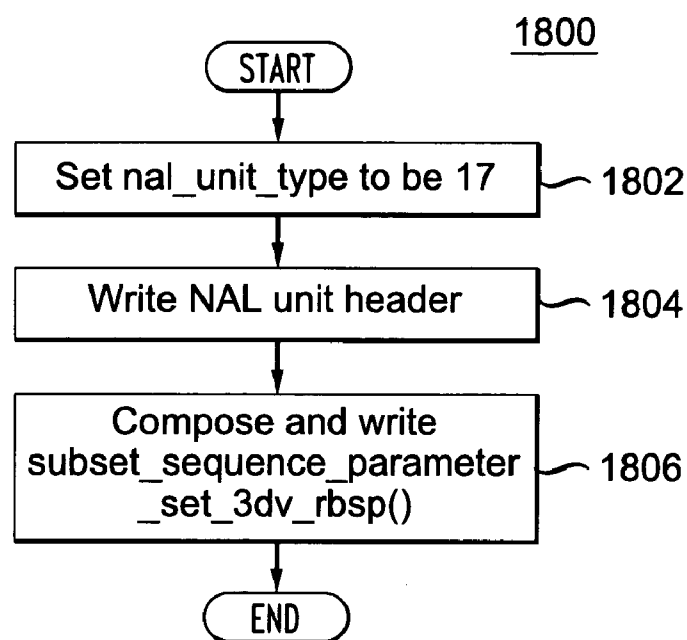 1800
START
Set nal_unit_type to be 17
1802
Write NAL unit header
1804
Compose and write
subset_sequence_parameter
_set_3dv_rbsp()
1806
END